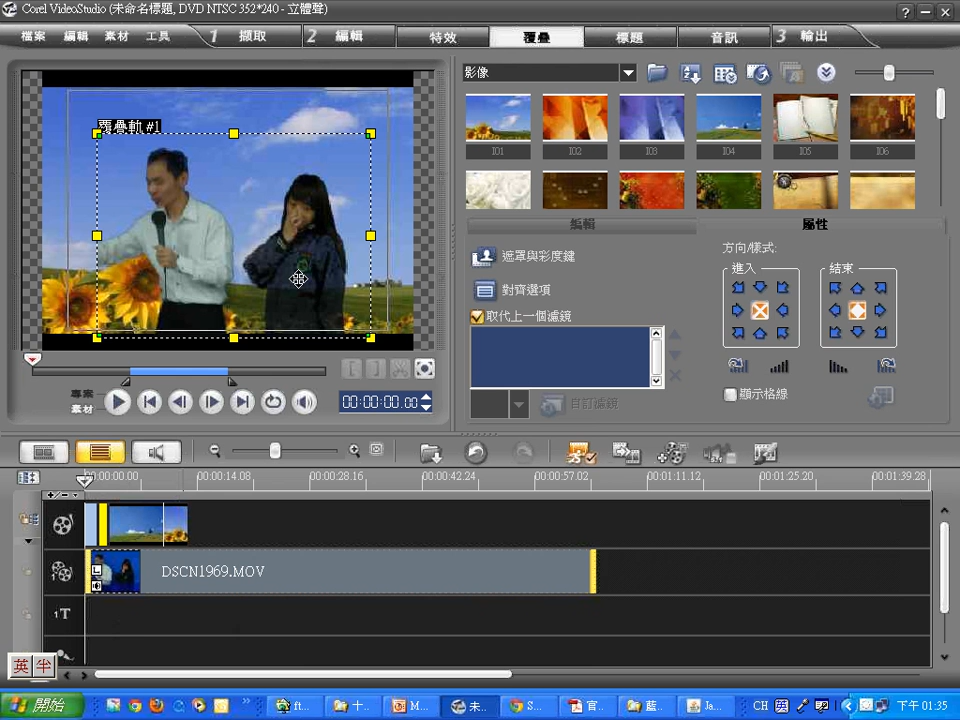 Corel VideoStudio (未命名標題, DVD NTSC 352*240 - 立體聲)
檔案 編輯 素材 工具 1 擷取 2 編輯 特效 覆疊 標題 音訊 3 輸出
影像
覆疊軌 #1
I01 I02 I03 I04 I05 I06
編輯 屬性
遮罩與彩度鍵
對齊選項
取代上一個濾鏡
自訂濾鏡
方向/樣式:
進入 結束
顯示格線
專案
素材
00:00:00.00
00:00:00.00 00:00:14.08 00:00:28.16 00:00:42.24 00:00:57.02 00:01:11.12 00:01:25.20 00:01:39.28
DSCN1969.MOV
1T
英 半
開始 ft... 十... M... 未... S... 官... 藍... Ja... CH 下午 01:35